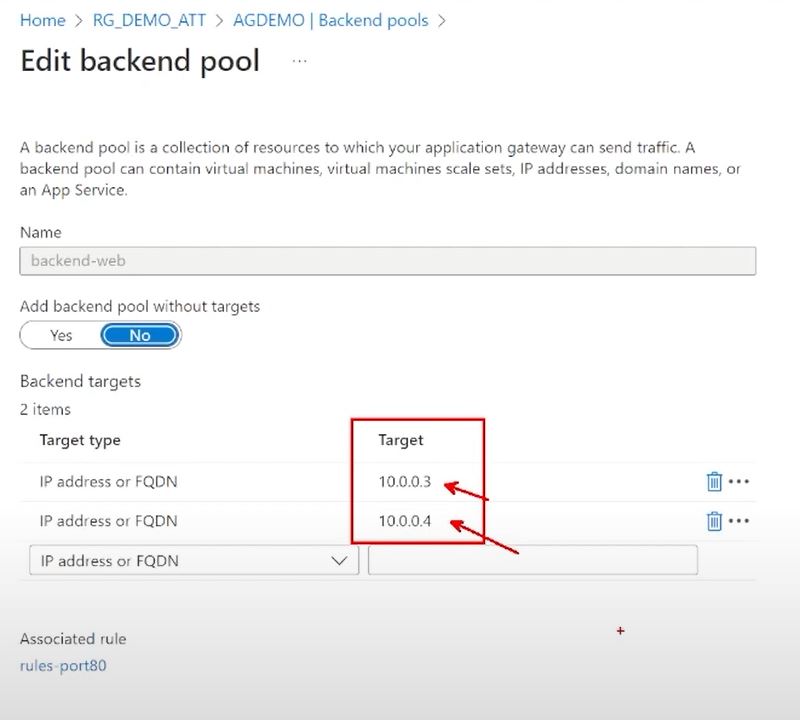 Home > RG_DEMO_ATT > AGDEMO | Backend pools >
Edit backend pool ...
A backend pool is a collection of resources to which your application gateway can send traffic. A
backend pool can contain virtual machines, virtual machines scale sets, IP addresses, domain names, or
an App Service.
Name
backend-web
Add backend pool without targets
Yes No
Backend targets
2 items
Target type Target
IP address or FQDN 10.0.0.3
IP address or FQDN 10.0.0.4
IP address or FQDN
Associated rule
rules-port80